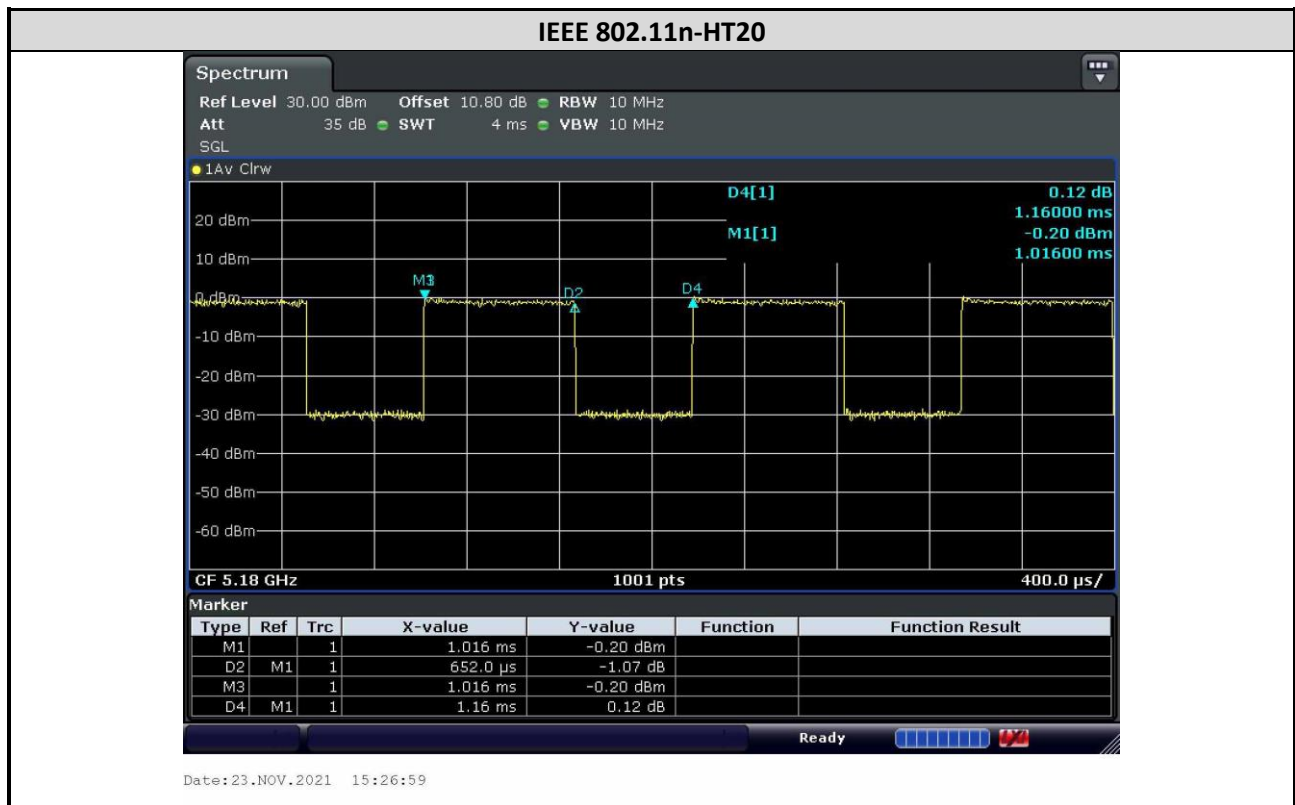 IEEE 802.11n-HT20
Spectrum
Ref Level 30.00 dBm Offset 10.80 dB RBW 10 MHz
Att 35 dB SWT 4 ms VBW 10 MHz
SGL
1Av Clrw
D4[1] 0.12 dB
1.16000 ms
20 dBm
M1[1] -0.20 dBm
1.01600 ms
10 dBm
D2 D4
0 dBm
-10 dBm
-20 dBm
-30 dBm
-40 dBm
-50 dBm
-60 dBm
CF 5.18 GHz 1001 pts 400.0 µs/
Marker
Type Ref Trc X-value Y-value Function Function Result
M1 1 1.016 ms -0.20 dBm
D2 M1 1 652.0 µs -1.07 dB
M3 1 1.016 ms -0.20 dBm
D4 M1 1 1.16 ms 0.12 dB
Ready
Date:23.NOV.2021 15:26:59